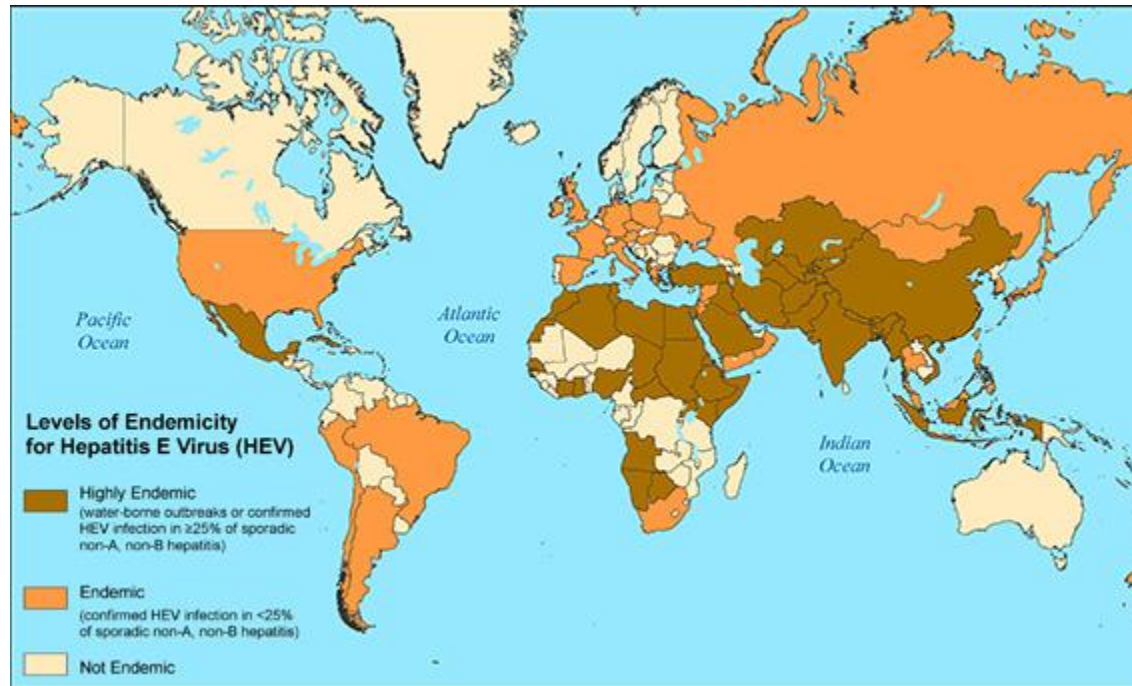 Pacific
Ocean
Atlantic
Ocean
Indian
Ocean
Levels of Endemicity
for Hepatitis E Virus (HEV)
Highly Endemic
(water-borne outbreaks or confirmed
HEV infection in ≥25% of sporadic
non-A, non-B hepatitis)
Endemic
(confirmed HEV infection in <25%
of sporadic non-A, non-B hepatitis)
Not Endemic